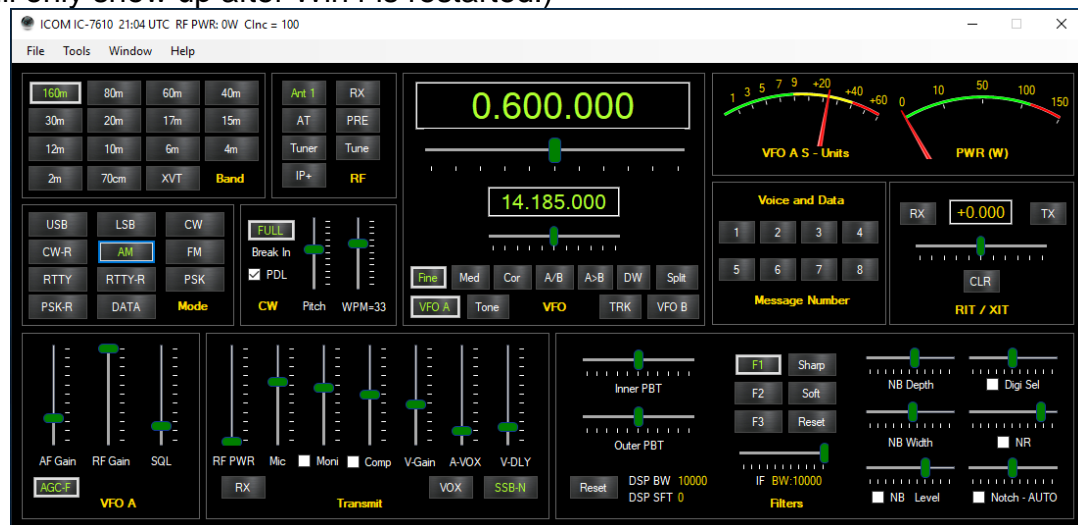 ll only show up after Win4 is restarted.)
ICOM IC-7610 21:04 UTC RF PWR: 0W CInc = 100
File Tools Window Help
160m 80m 60m 40m
30m 20m 17m 15m
12m 10m 6m 4m
2m 70cm XVT Band
Ant 1 RX
AT PRE
Tuner Tune
IP+ RF
0.600.000
14.185.000
Fine Med Cor A/B A>B DW Split
VFO A Tone VFO TRK VFO B
1 3 5 7 9 +20 +40 +60
VFO A S - Units
0 10 50 100 150
PWR (W)
USB LSB CW
CW-R AM FM
RTTY RTTY-R PSK
PSK-R DATA Mode
FULL
Break In
PDL
CW Pitch WPM=33
Voice and Data
1 2 3 4
5 6 7 8
Message Number
RX +0.000 TX
CLR
RIT / XIT
AF Gain RF Gain SQL
AGC-F
VFO A
RF PWR Mic Moni Comp V-Gain A-VOX V-DLY
RX VOX SSB-N
Transmit
Inner PBT
Outer PBT
Reset DSP BW 10000
DSP SFT 0
F1 Sharp
F2 Soft
F3 Reset
IF BW:10000
Filters
NB Depth Digi Sel
NB Width NR
NB Level Notch - AUTO